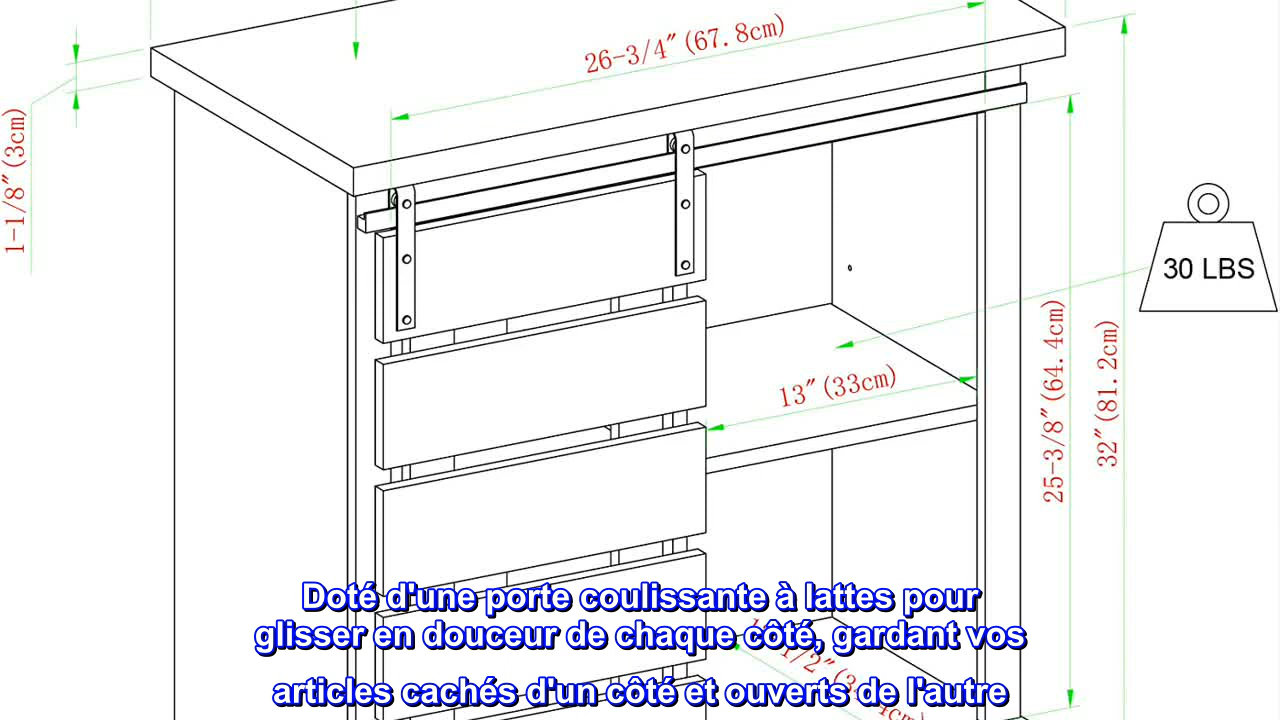 26-3/4"(67.8cm)
1-1/8"(3cm)
30 LBS
13"(33cm)
25-3/8"(64.4cm)
32"(81.2cm)
Doté d'une porte coulissante à lattes pour
glisser en douceur de chaque côté, gardant vos
articles cachés d'un côté et ouverts de l'autre